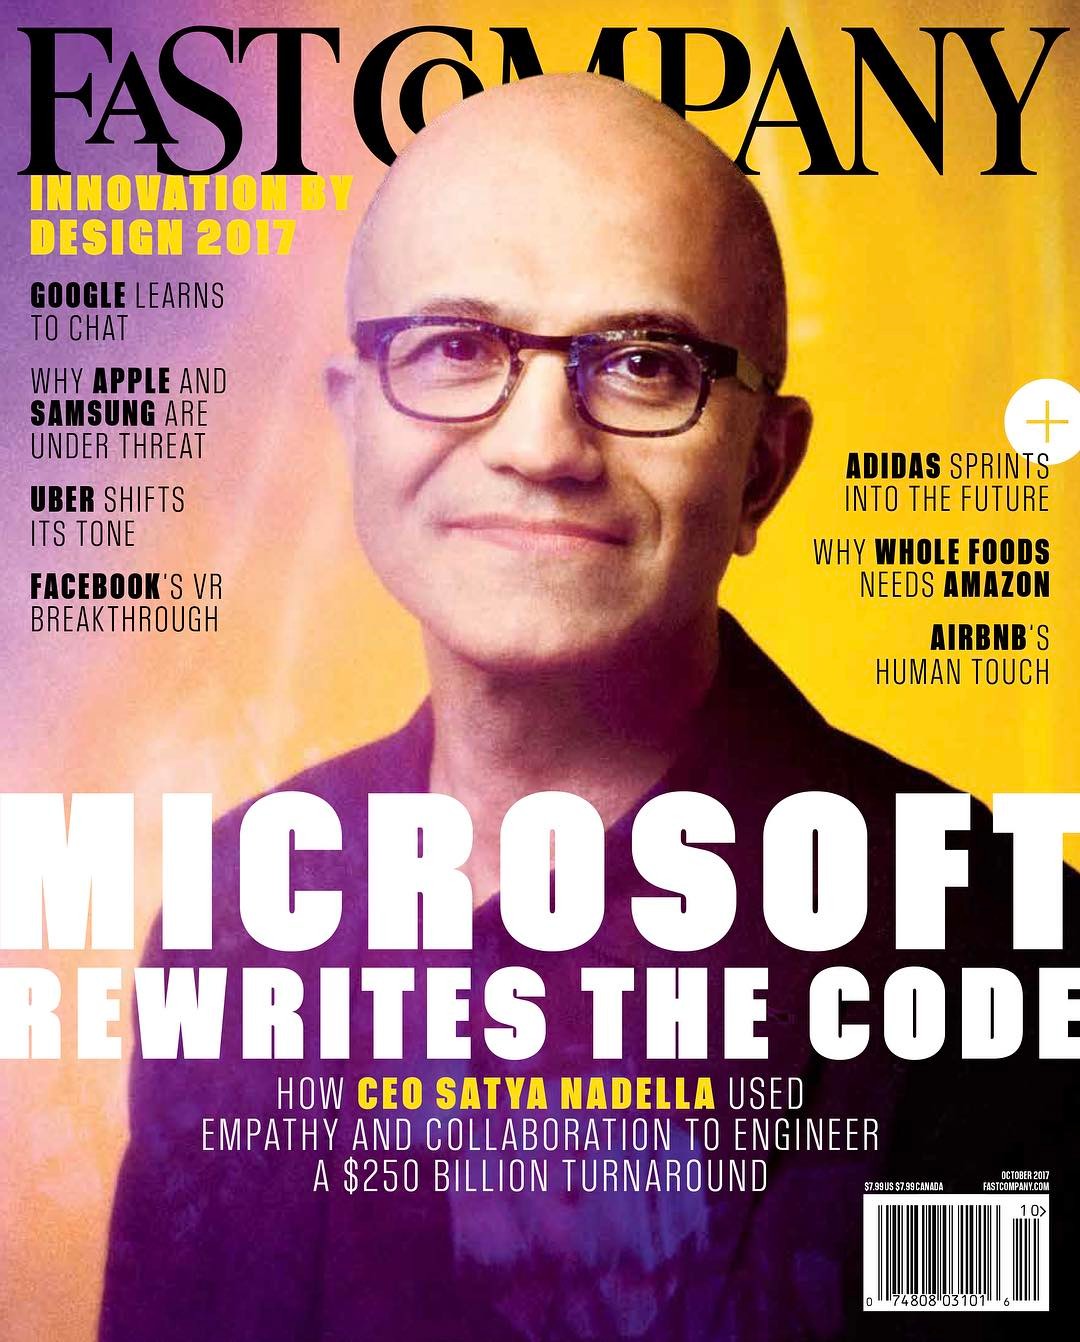 FAST COMPANY
INNOVATION BY
DESIGN 2017
GOOGLE LEARNS
TO CHAT
WHY APPLE AND
SAMSUNG ARE
UNDER THREAT
UBER SHIFTS
ITS TONE
FACEBOOK'S VR
BREAKTHROUGH
+
ADIDAS SPRINTS
INTO THE FUTURE
WHY WHOLE FOODS
NEEDS AMAZON
AIRBNB'S
HUMAN TOUCH
MICROSOFT
REWRITES THE CODE
HOW CEO SATYA NADELLA USED
EMPATHY AND COLLABORATION TO ENGINEER
A $250 BILLION TURNAROUND
OCTOBER 2017
$7.99 US $7.99 CANADA FASTCOMPANY.COM
10>
0 74808 03101 6